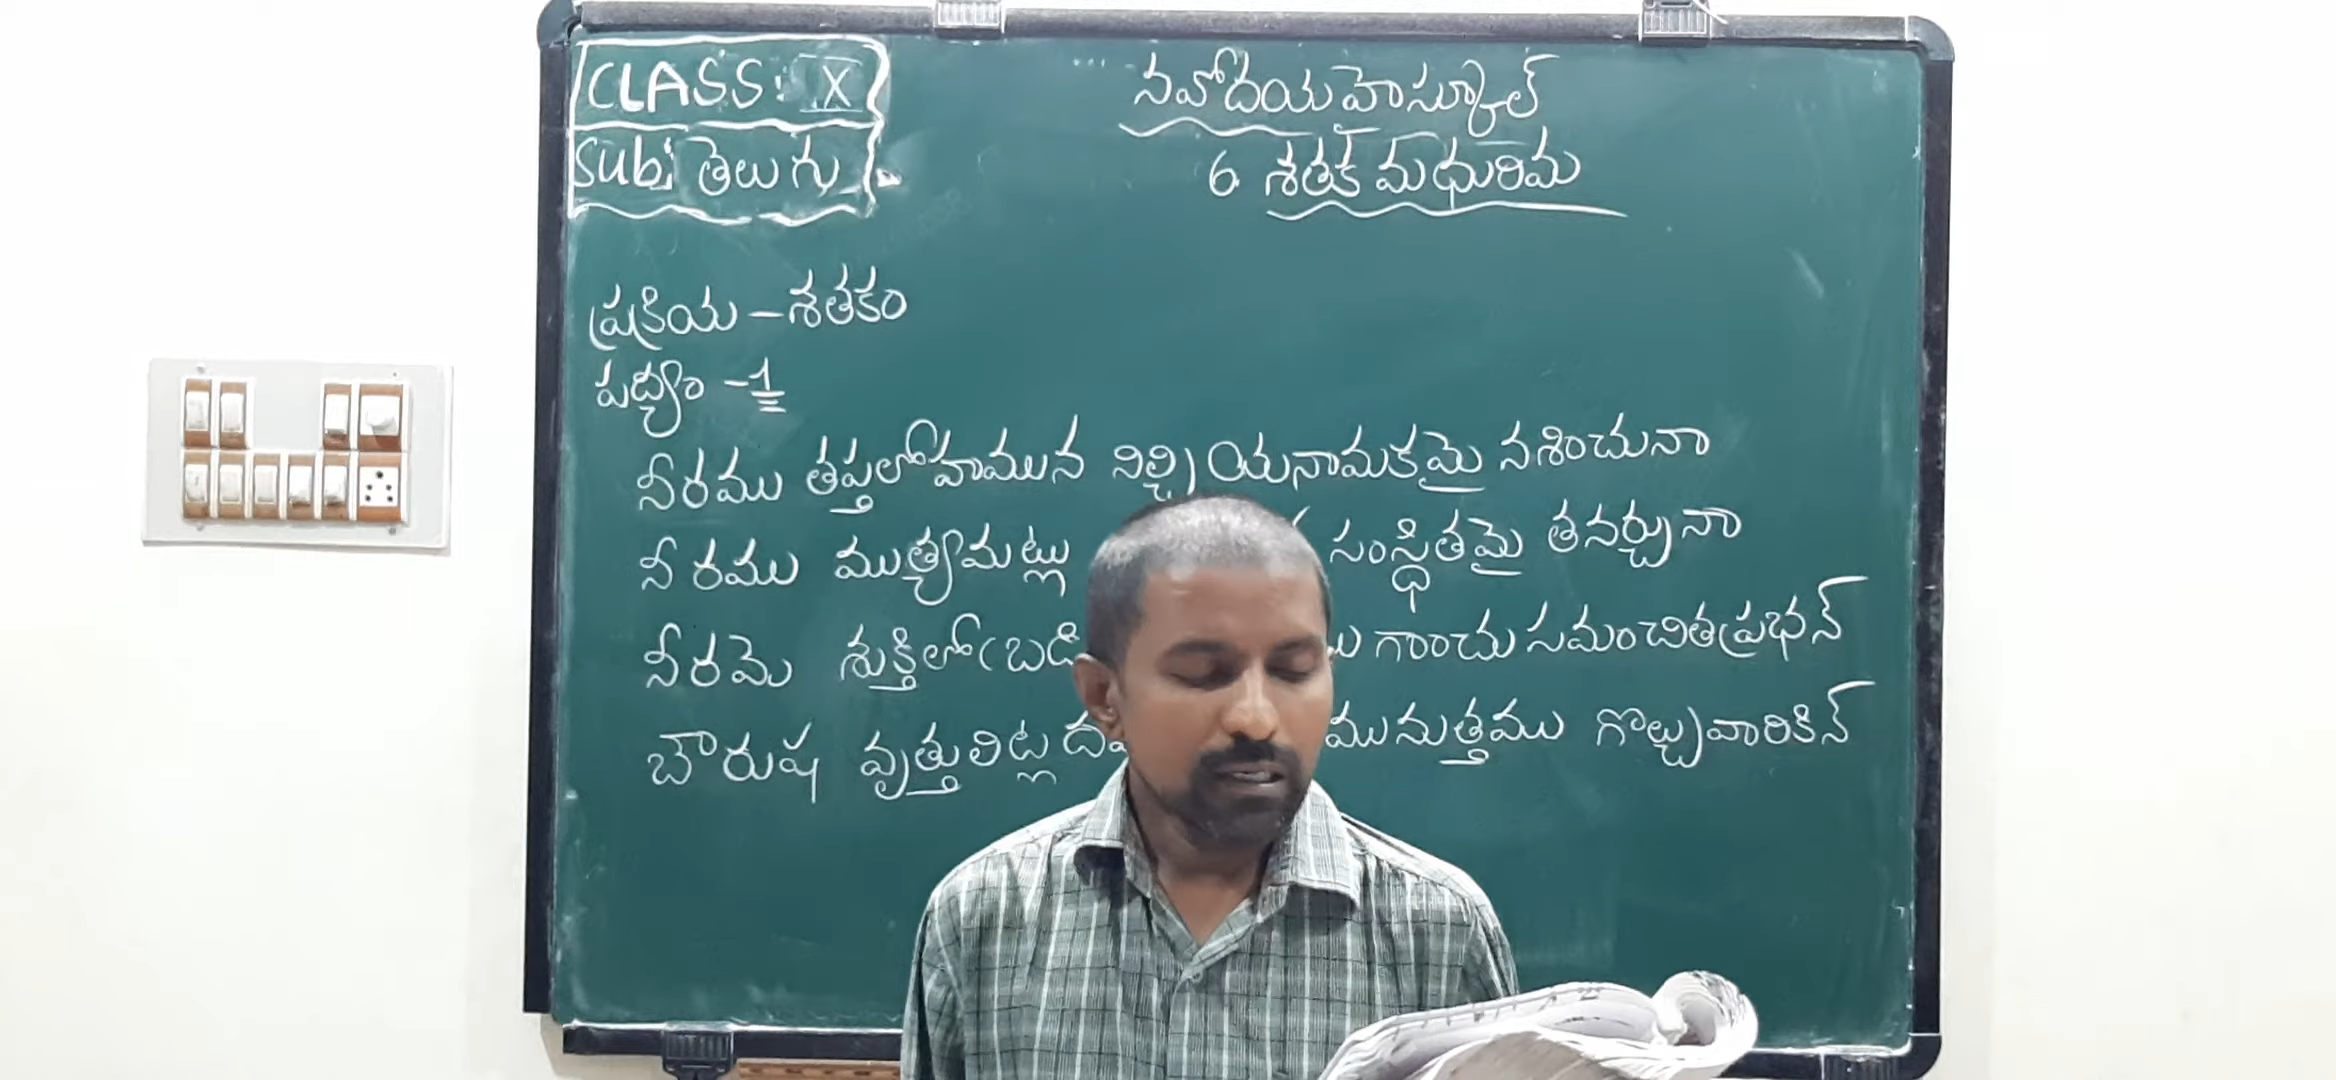 CLASS: X
Sub: తెలుగు
నవోదయ హైస్కూల్
6 శతక మధురిమ
ప్రక్రియ - శతకం
పద్యం - 1
నీరము తప్తలోహమున నిల్చి యనామకమై నశించునా
నీరము ముత్యమట్లు సంస్థితమై తనర్చునా
నీరమె శుక్తిలోఁబడి గాంచు సమంచితప్రభన్
బౌరుష వృత్తులిట్ల మునుత్తము గొల్చువారికిన్